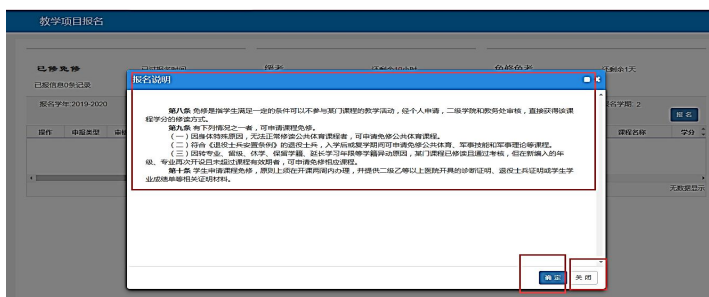 教学项目报名
已修免修
缓考
免修免考
还剩余1天
报名说明
已报信息0条记录
第八条 免修是指学生满足一定的条件可以不参与某门课程的教学活动，经个人申请，二级学院和教务处审核，直接获得该课
程学分的修读方式。
报名学年:2019-2020
报名学期: 2
第九条 有下列情况之一者，可申请课程免修。
报名
（一）因身体特殊原因，无法正常修读公共体育课程者，可申请免修公共体育课程。
操作 申报类型
课程名称 学分
（二）符合《退役士兵安置条例》的退役士兵，入学后或复学期间可申请免修公共体育、军事技能和军事理论等课程。
（三）因转专业、留级、休学、保留学籍、延长学习年限等学籍异动原因，某门课程已修读且通过考核，但在新编入的年
级、专业再次开设且未超过课程有效期者，可申请免修相应课程。
第十条 学生申请课程免修，原则上须在开课两周内办理，并提供二级乙等以上医院开具的诊断证明、退役士兵证明或学生学
业成绩单等相关证明材料。
无数据显示
确 定
关 闭